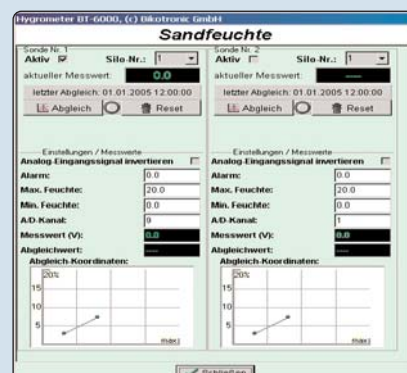 Hygrometer BT-6000, (c) Bikotronic GmbH
Sandfeuchte
Sonde Nr. 1
Aktiv Silo-Nr.: 1
aktueller Messwert: 0.0
letzter Abgleich: 01.01.2005 12:00:00
Abgleich Reset
Einstellungen / Messwerte
Analog-Eingangssignal invertieren
Alarm: 0.0
Max. Feuchte: 20.0
Min. Feuchte: 0.0
A/D-Kanal: 0
Messwert (V): 0.0
Abgleichwert: ---
Abgleich-Koordinaten:
20%
15
10
5
max)
Sonde Nr. 2
Aktiv Silo-Nr.: 1
aktueller Messwert: ---
letzter Abgleich: 01.01.2005 12:00:00
Abgleich Reset
Einstellungen / Messwerte
Analog-Eingangssignal invertieren
Alarm: 0.0
Max. Feuchte: 20.0
Min. Feuchte: 0.0
A/D-Kanal: 1
Messwert (V): 0.0
Abgleichwert: ---
Abgleich-Koordinaten:
20%
15
10
5
max)
Schließen